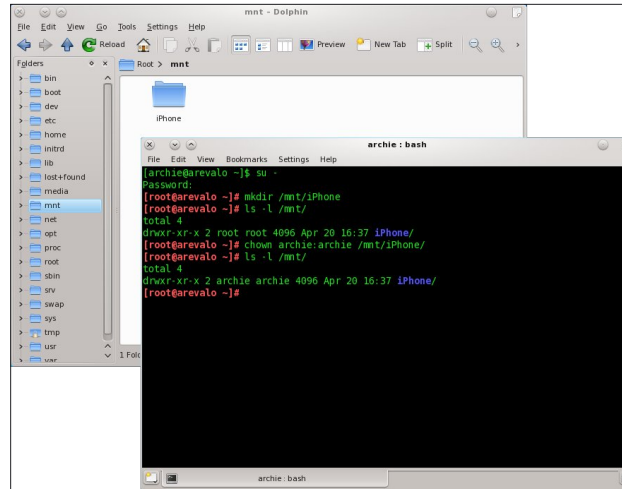 mnt - Dolphin
File Edit View Go Tools Settings Help
Reload Preview New Tab Split
Folders
Root > mnt
bin
boot
dev
etc
home
initrd
lib
lost+found
media
mnt
net
opt
proc
root
sbin
srv
swap
sys
tmp
usr
var
iPhone
1 Fold
archie : bash
File Edit View Bookmarks Settings Help
[archie@arevalo ~]$ su -
Password:
[root@arevalo ~]# mkdir /mnt/iPhone
[root@arevalo ~]# ls -l /mnt/
total 4
drwxr-xr-x 2 root root 4096 Apr 20 16:37 iPhone/
[root@arevalo ~]# chown archie:archie /mnt/iPhone/
[root@arevalo ~]# ls -l /mnt/
total 4
drwxr-xr-x 2 archie archie 4096 Apr 20 16:37 iPhone/
[root@arevalo ~]#
archie : bash